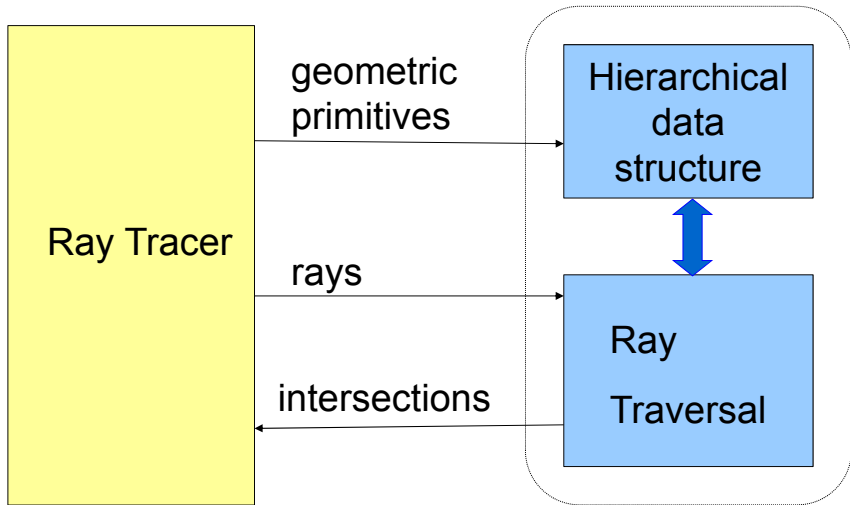 Ray Tracer
geometric
primitives
rays
intersections
Hierarchical
data
structure
Ray
Traversal